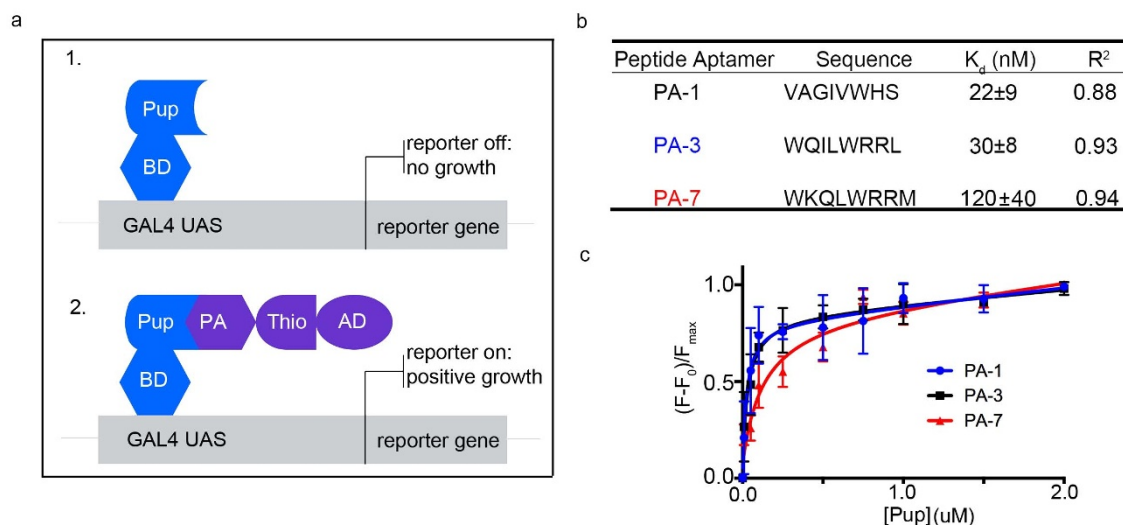 a
1.
Pup
BD
reporter off:
no growth
GAL4 UAS
reporter gene
2.
Pup
PA
Thio
AD
BD
reporter on:
positive growth
GAL4 UAS
reporter gene
b
Peptide Aptamer Sequence Kd (nM) R²
PA-1 VAGIVWHS 22±9 0.88
PA-3 WQILWRRL 30±8 0.93
PA-7 WKQLWRRM 120±40 0.94
c
1.0
0.5
0.0
(F-F₀)/Fmax
PA-1
PA-3
PA-7
0.0 1.0 2.0
[Pup](uM)